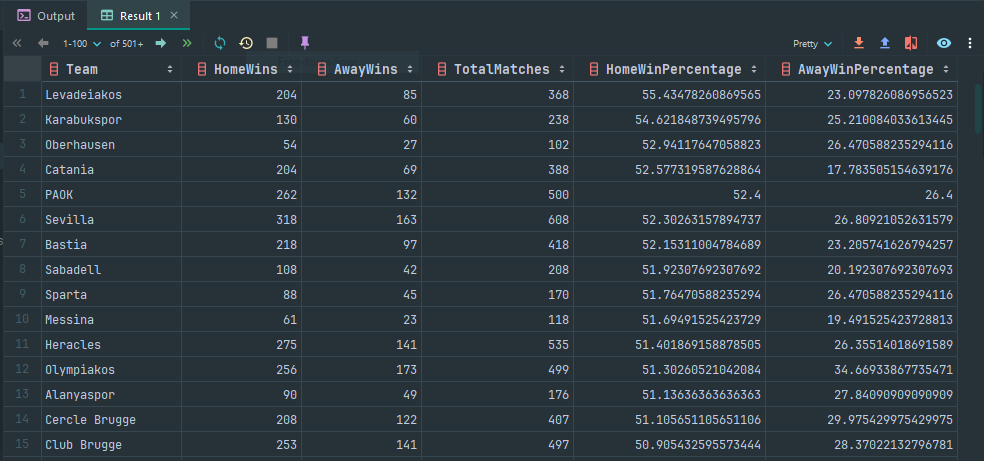 Output Result 1
1-100 of 501+ Pretty
Team HomeWins AwayWins TotalMatches HomeWinPercentage AwayWinPercentage
1 Levadeiakos 204 85 368 55.43478260869565 23.097826086956523
2 Karabukspor 130 60 238 54.621848739495796 25.210084033613445
3 Oberhausen 54 27 102 52.94117647058823 26.470588235294116
4 Catania 204 69 388 52.577319587628864 17.783505154639176
5 PAOK 262 132 500 52.4 26.4
6 Sevilla 318 163 608 52.30263157894737 26.80921052631579
7 Bastia 218 97 418 52.15311004784689 23.205741626794257
8 Sabadell 108 42 208 51.92307692307692 20.192307692307693
9 Sparta 88 45 170 51.76470588235294 26.470588235294116
10 Messina 61 23 118 51.69491525423729 19.491525423728813
11 Heracles 275 141 535 51.401869158878505 26.35514018691589
12 Olympiakos 256 173 499 51.30260521042084 34.66933867735471
13 Alanyaspor 90 49 176 51.13636363636363 27.84090909090909
14 Cercle Brugge 208 122 407 51.105651105651106 29.975429975429975
15 Club Brugge 253 141 497 50.905432595573444 28.37022132796781